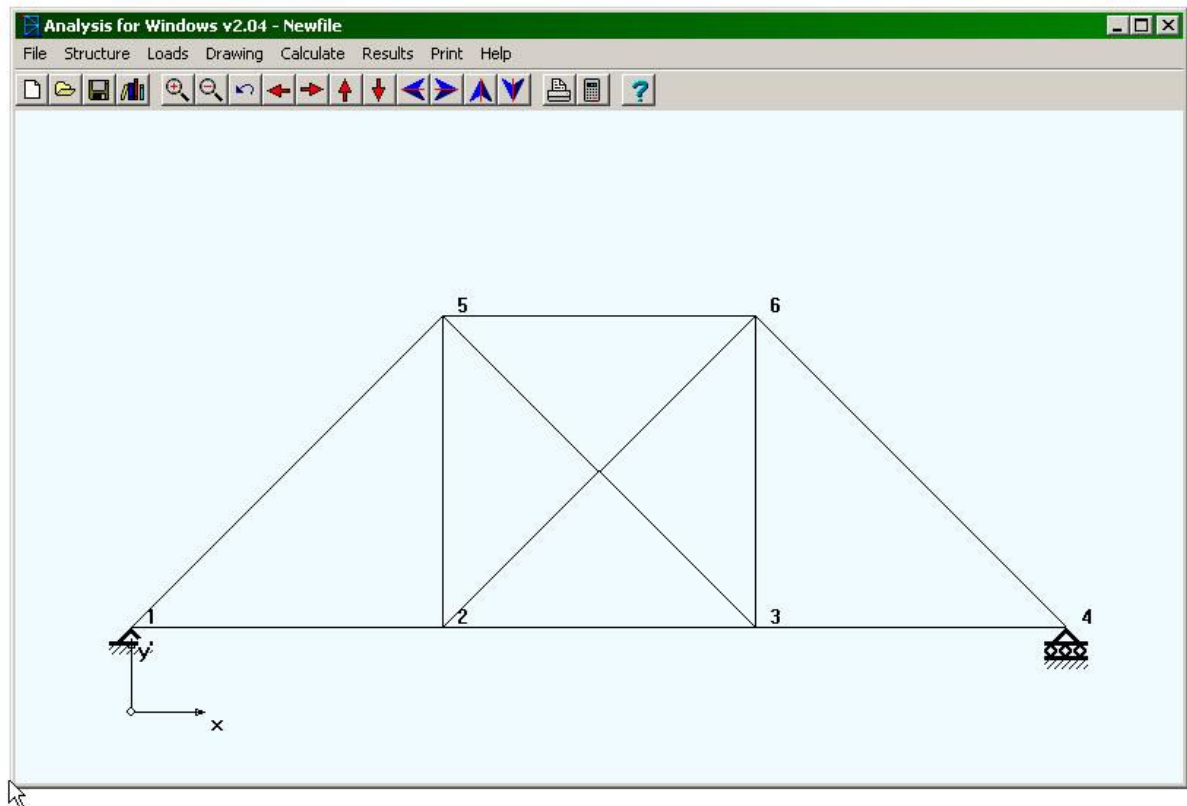 Analysis for Windows v2.04 - Newfile
File Structure Loads Drawing Calculate Results Print Help
?
5 6
1 2 3 4
y
x